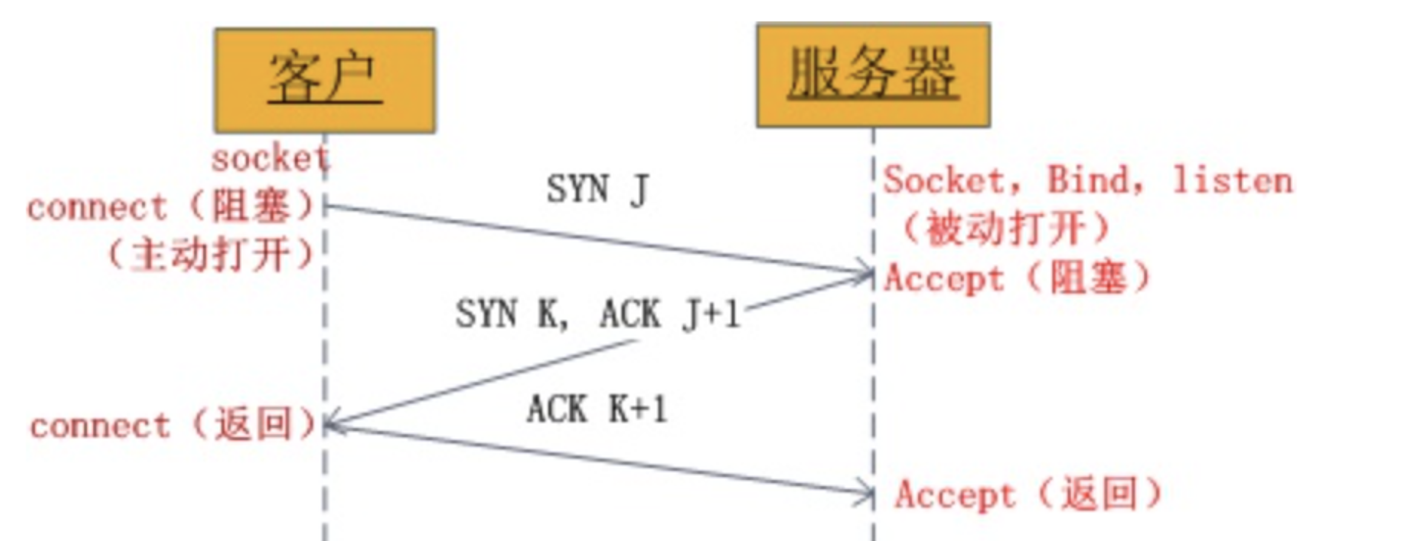 客户
服务器
socket
connect（阻塞）
（主动打开）
SYN J
Socket, Bind, listen
（被动打开）
Accept（阻塞）
SYN K, ACK J+1
connect（返回）
ACK K+1
Accept（返回）